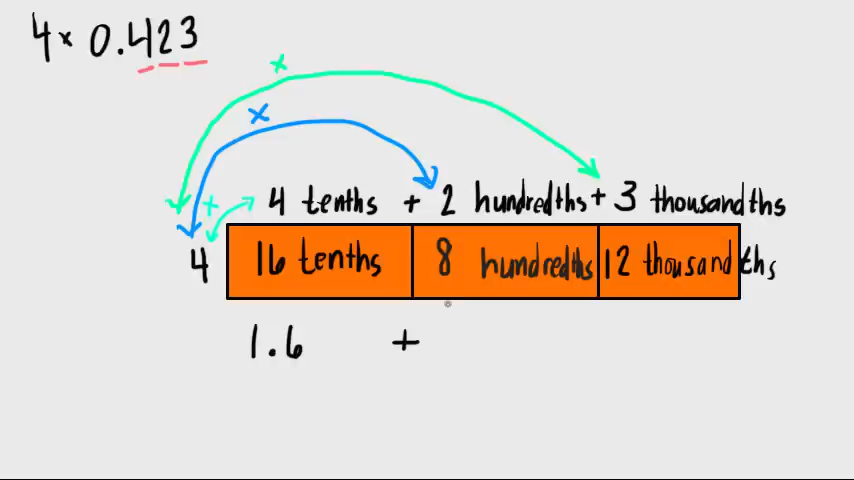 4 × 0.423
×
×
× 4 tenths + 2 hundredths + 3 thousandths
4 16 tenths 8 hundredths 12 thousandths
1.6 +